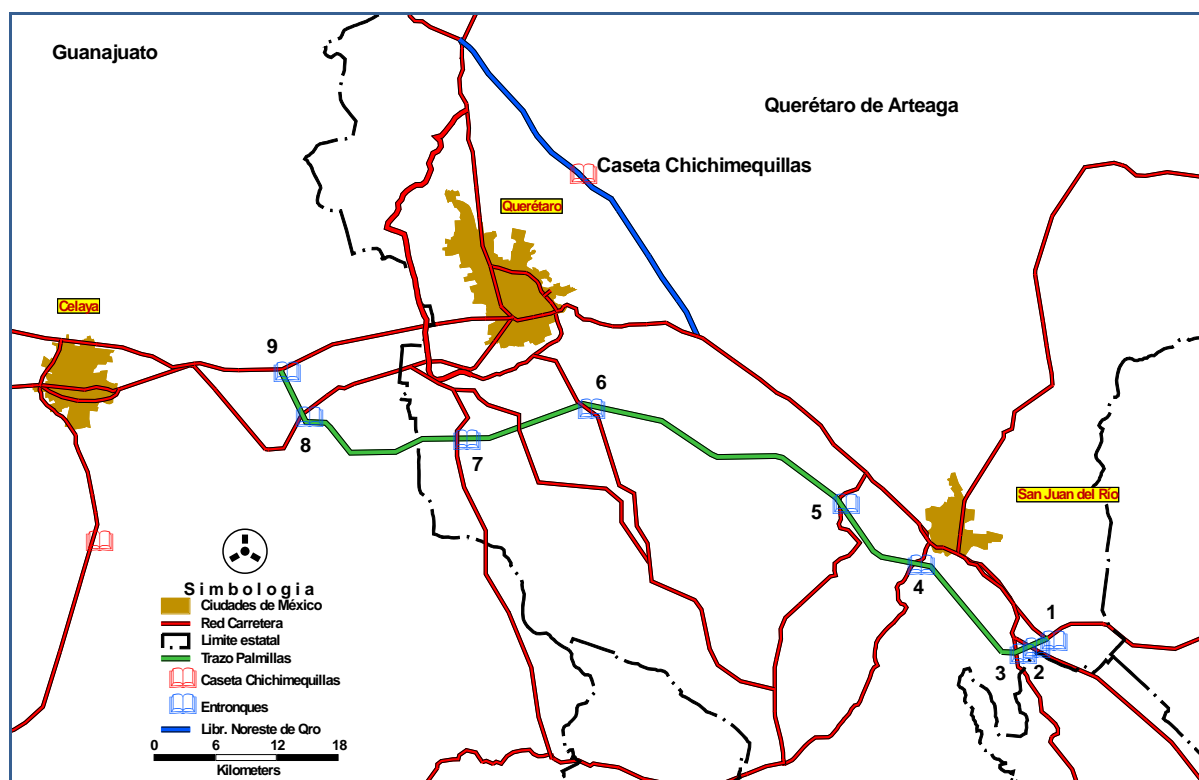 Guanajuato
Querétaro de Arteaga
Caseta Chichimequillas
Querétaro
Celaya
9
6
8
7
5
San Juan del Río
4
1
3
2
Simbologia
Ciudades de México
Red Carretera
Limite estatal
Trazo Palmillas
Caseta Chichimequillas
Entronques
Libr. Noreste de Qro
0 6 12 18
Kilometers